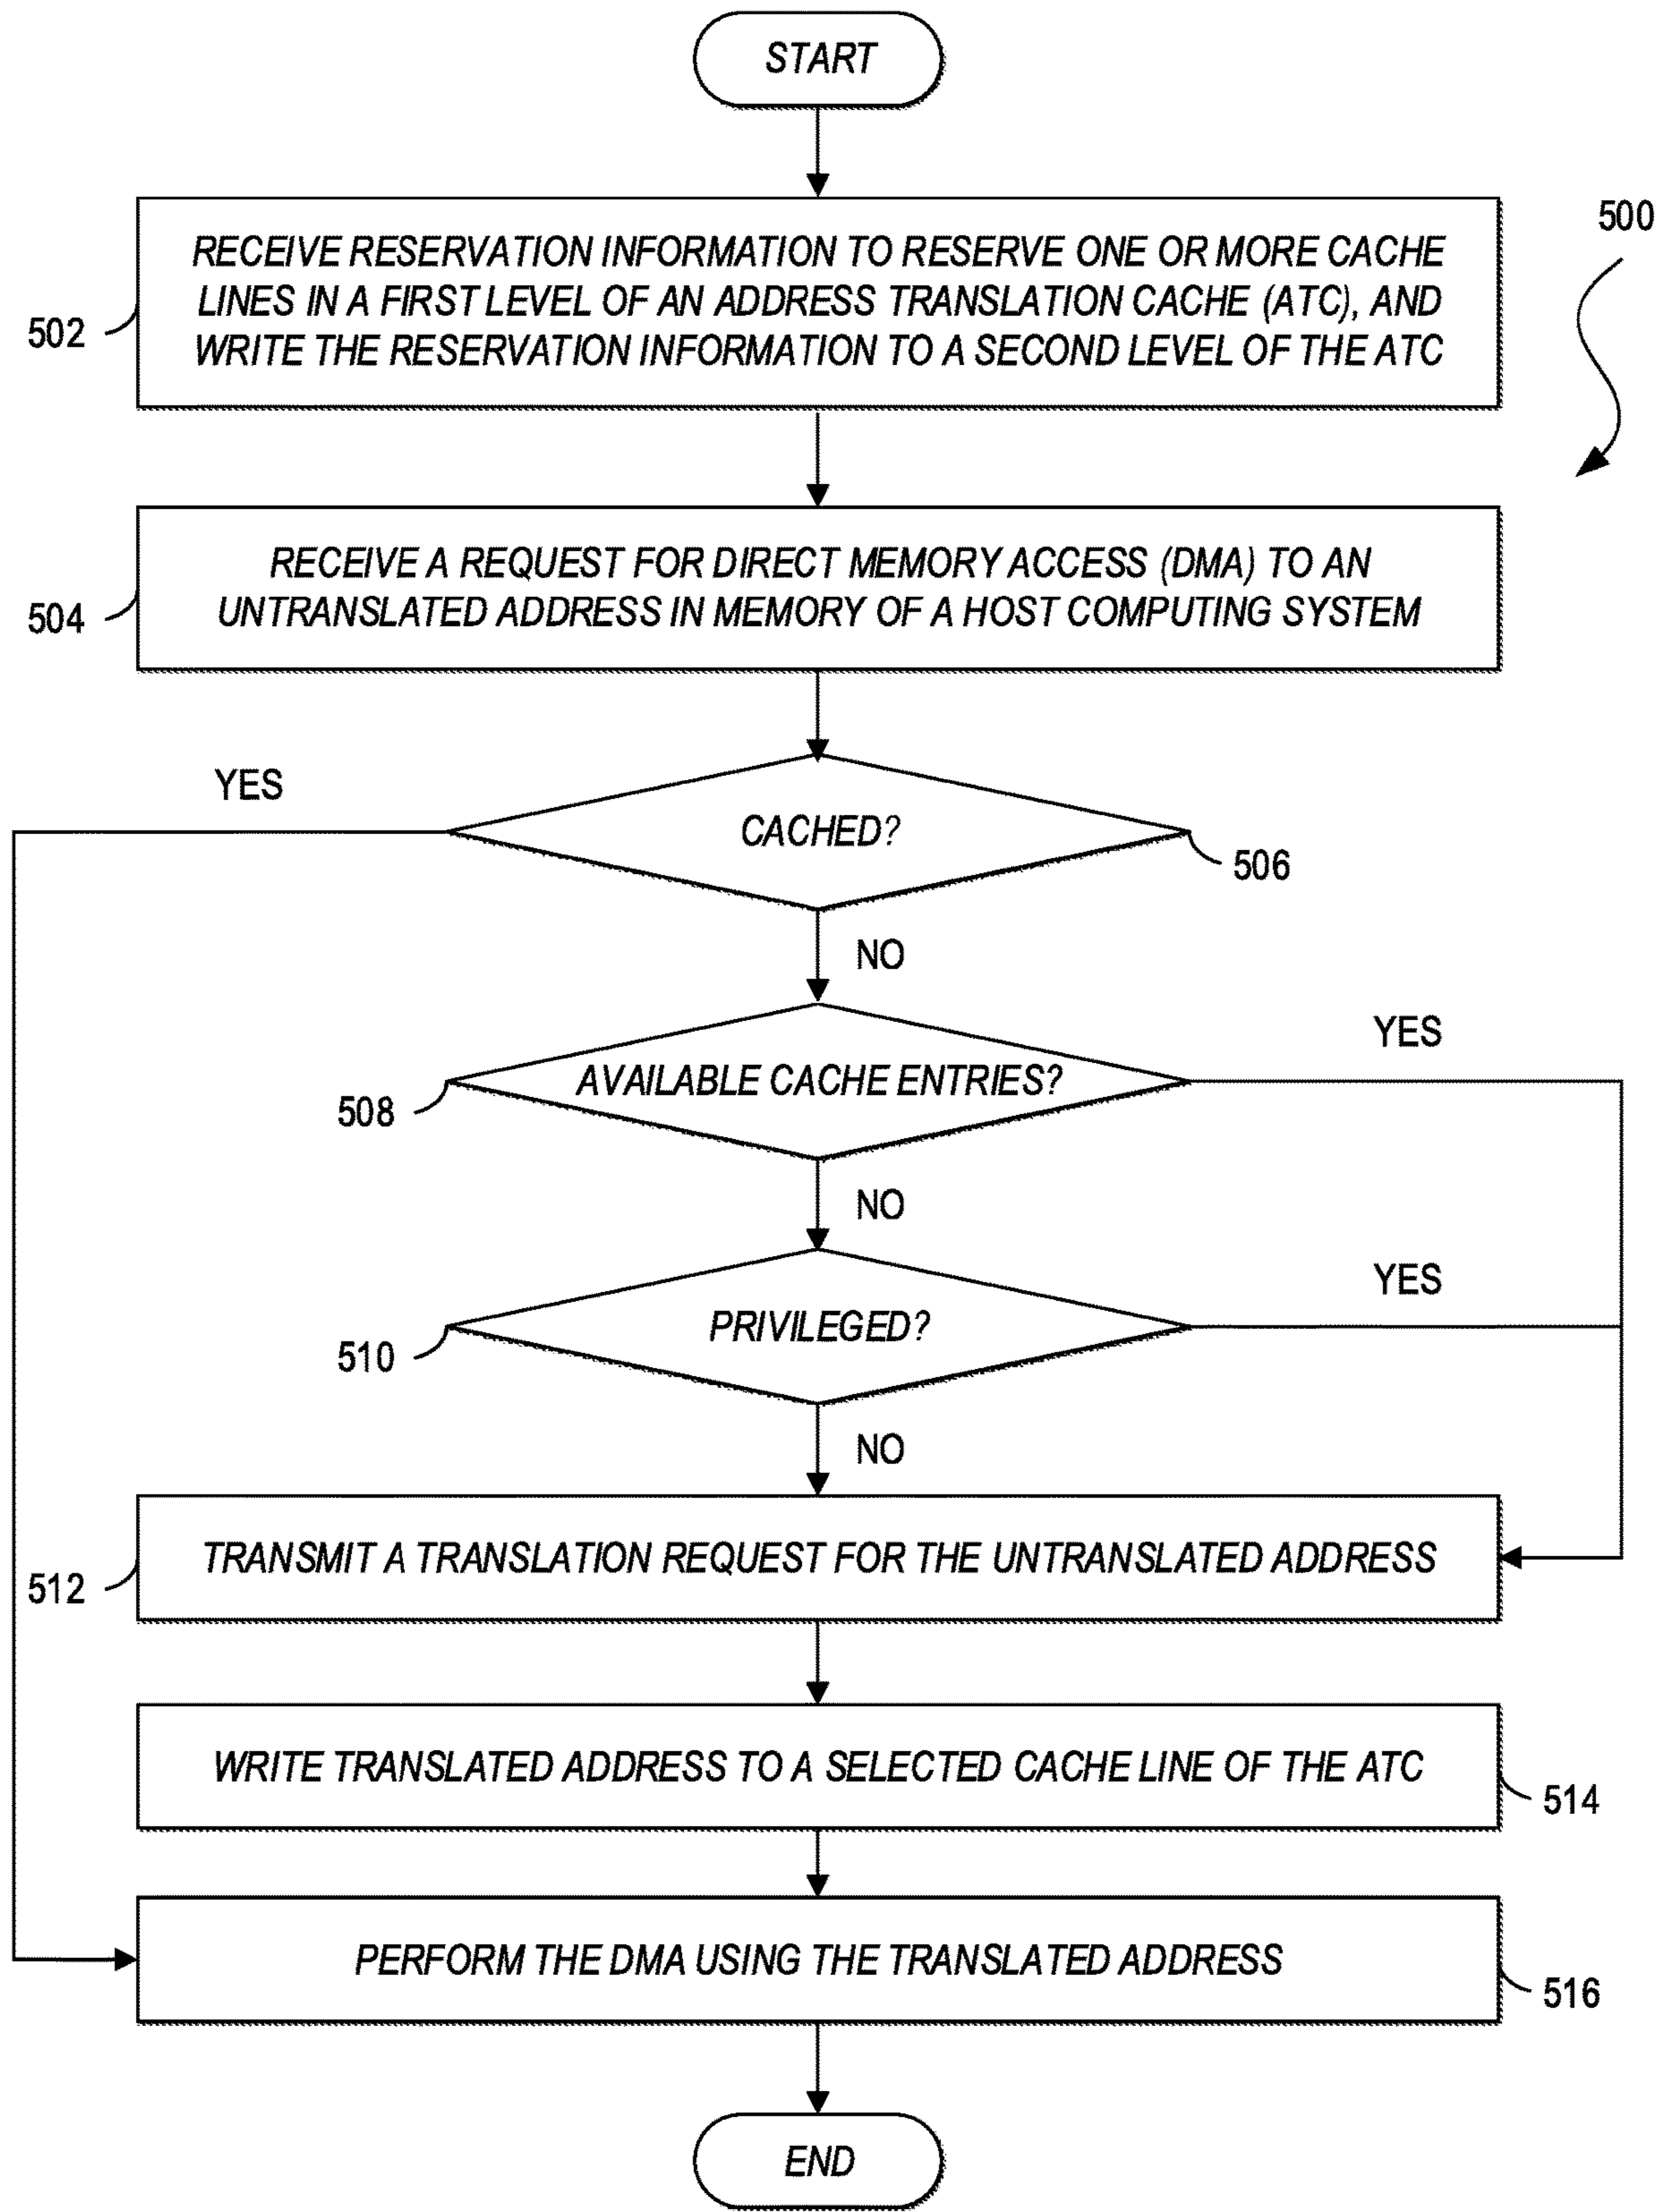 START
500
RECEIVE RESERVATION INFORMATION TO RESERVE ONE OR MORE CACHE
LINES IN A FIRST LEVEL OF AN ADDRESS TRANSLATION CACHE (ATC), AND
WRITE THE RESERVATION INFORMATION TO A SECOND LEVEL OF THE ATC
502
RECEIVE A REQUEST FOR DIRECT MEMORY ACCESS (DMA) TO AN
UNTRANSLATED ADDRESS IN MEMORY OF A HOST COMPUTING SYSTEM
504
YES
CACHED?
506
NO
YES
AVAILABLE CACHE ENTRIES?
508
NO
YES
PRIVILEGED?
510
NO
TRANSMIT A TRANSLATION REQUEST FOR THE UNTRANSLATED ADDRESS
512
WRITE TRANSLATED ADDRESS TO A SELECTED CACHE LINE OF THE ATC
514
PERFORM THE DMA USING THE TRANSLATED ADDRESS
516
END